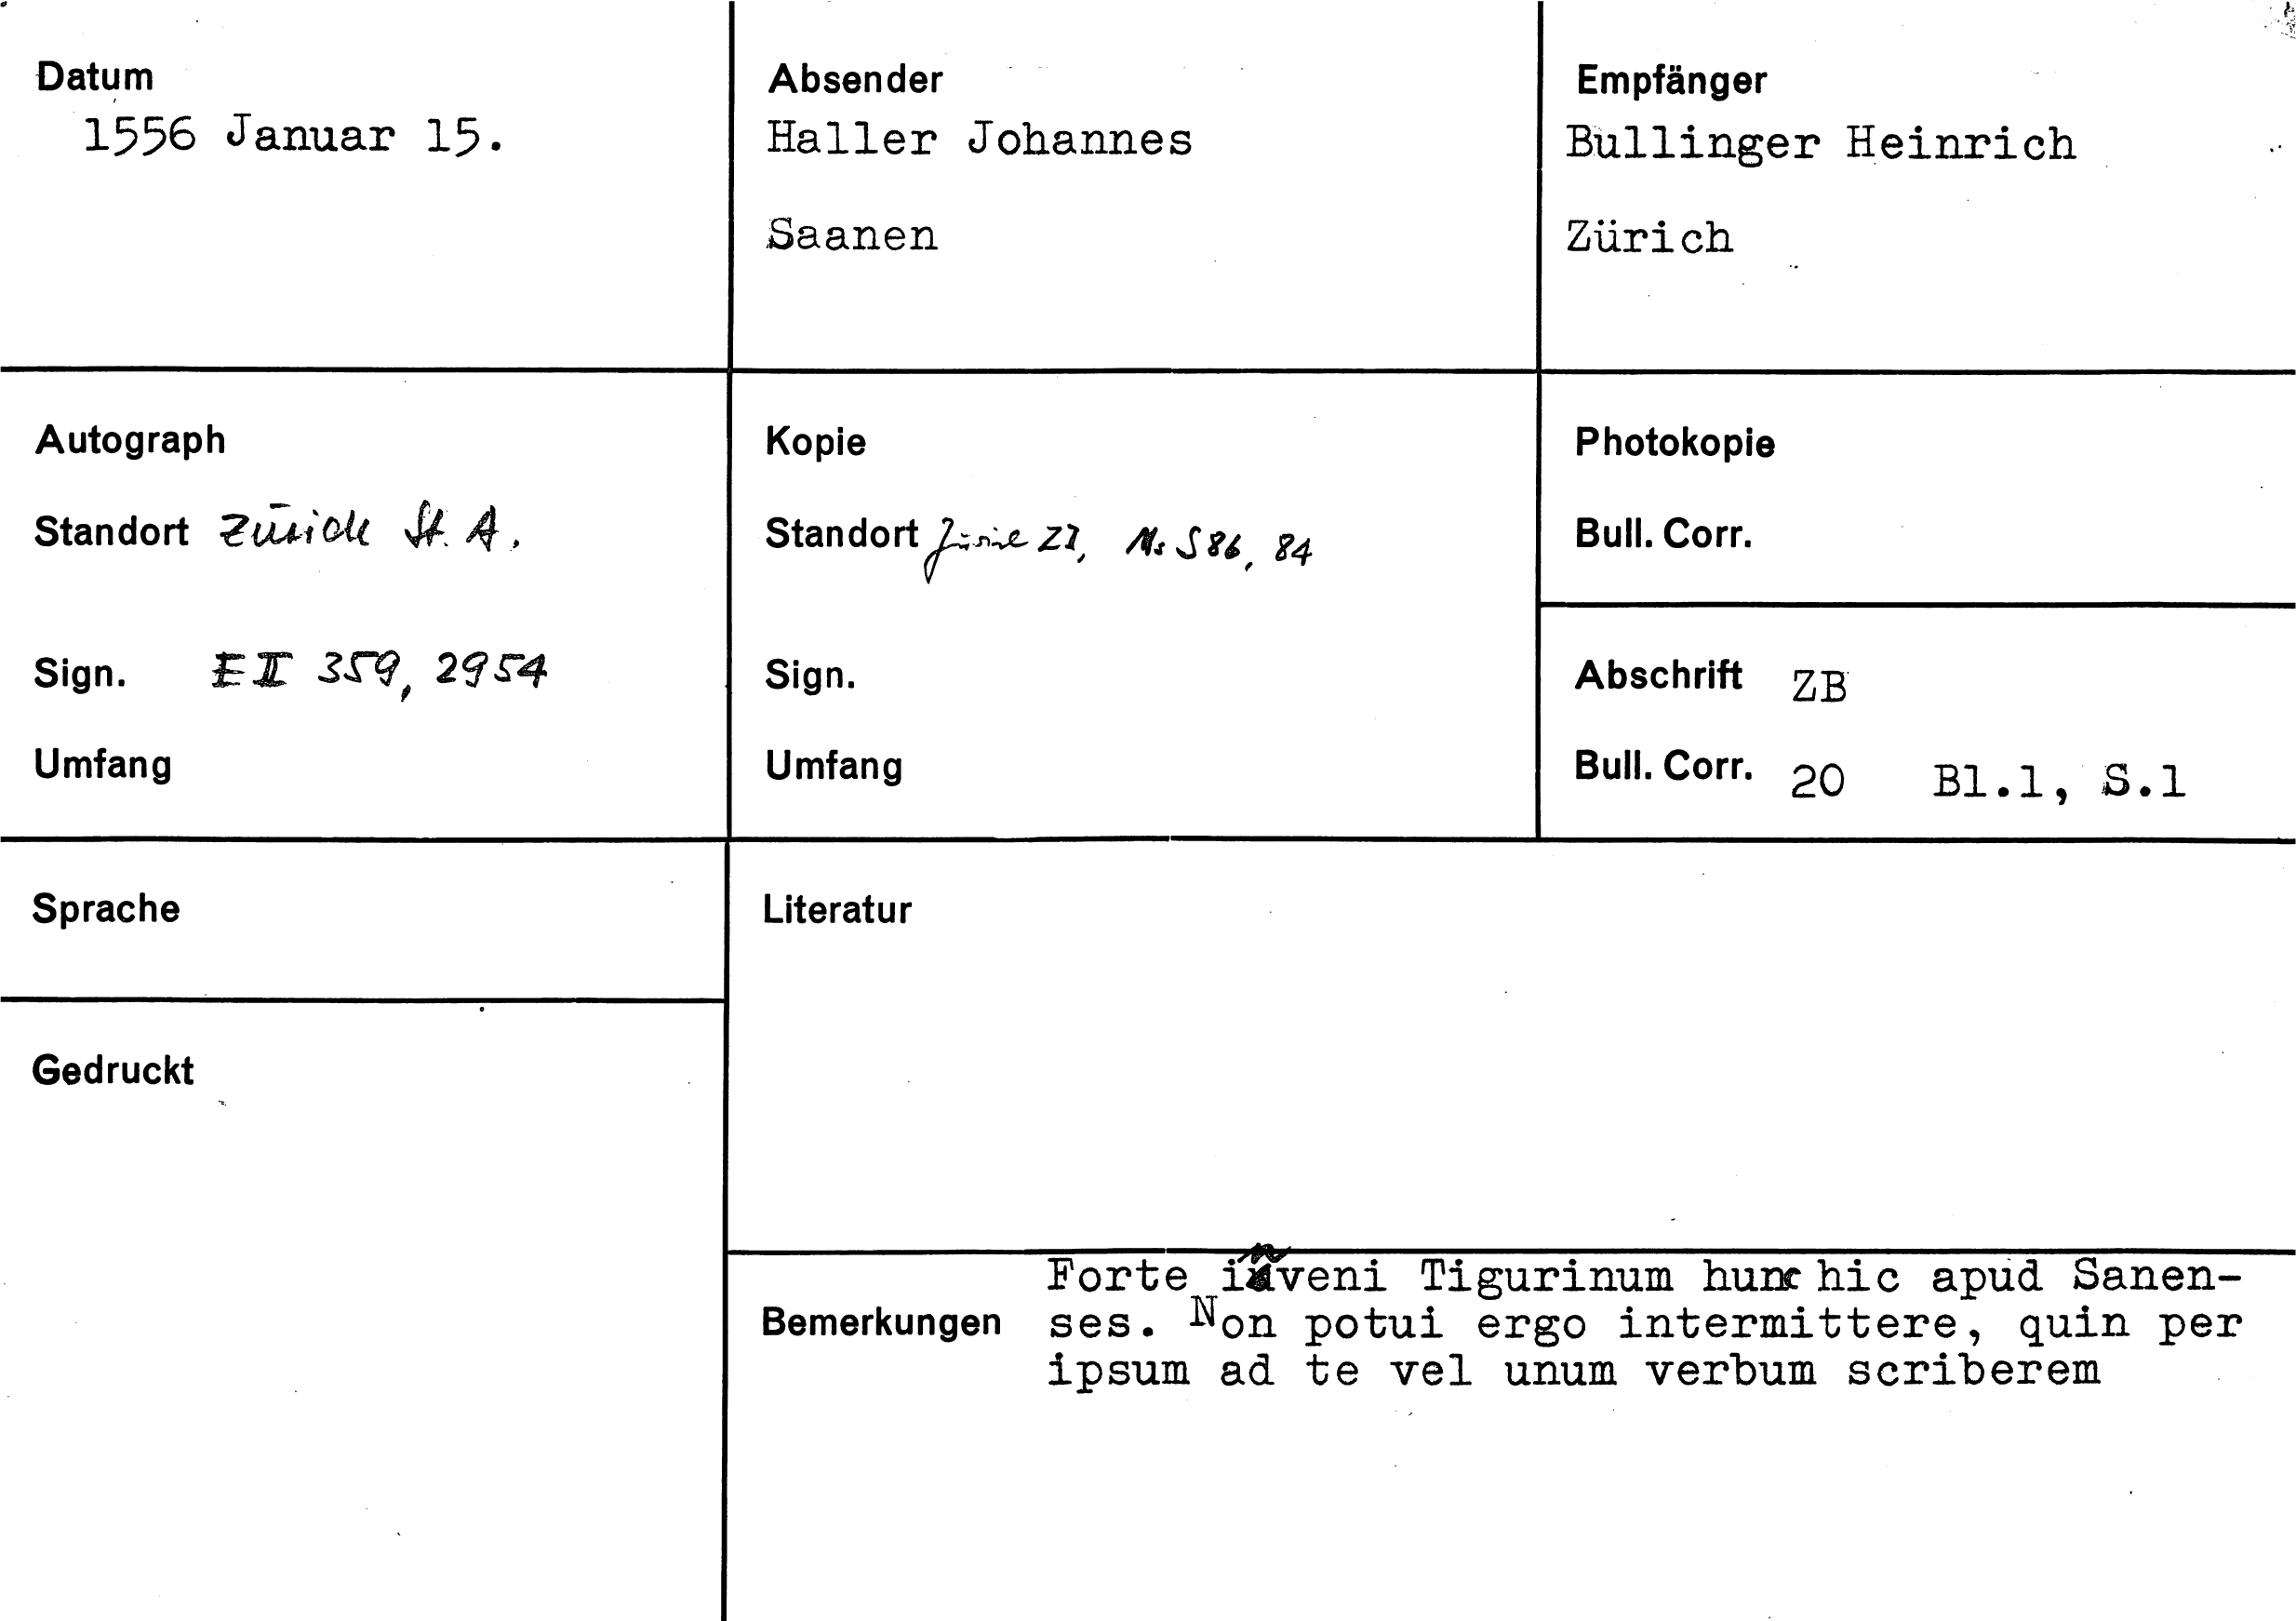 Datum
1556 Januar 15.
Absender
Haller Johannes
Saanen
Empfänger
Bullinger Heinrich
Zürich
Autograph
Standort Zürich St. A.
Sign. E II 359, 2954
Umfang
Kopie
Standort Zürich ZB, Ms S 86, 84
Sign.
Umfang
Photokopie
Bull. Corr.
Abschrift ZB
Bull. Corr. 20 Bl.1, S.1
Sprache
Gedruckt
Literatur
Bemerkungen
Forte inveni Tigurinum hunc hic apud Sanen-
ses. Non potui ergo intermittere, quin per
ipsum ad te vel unum verbum scriberem